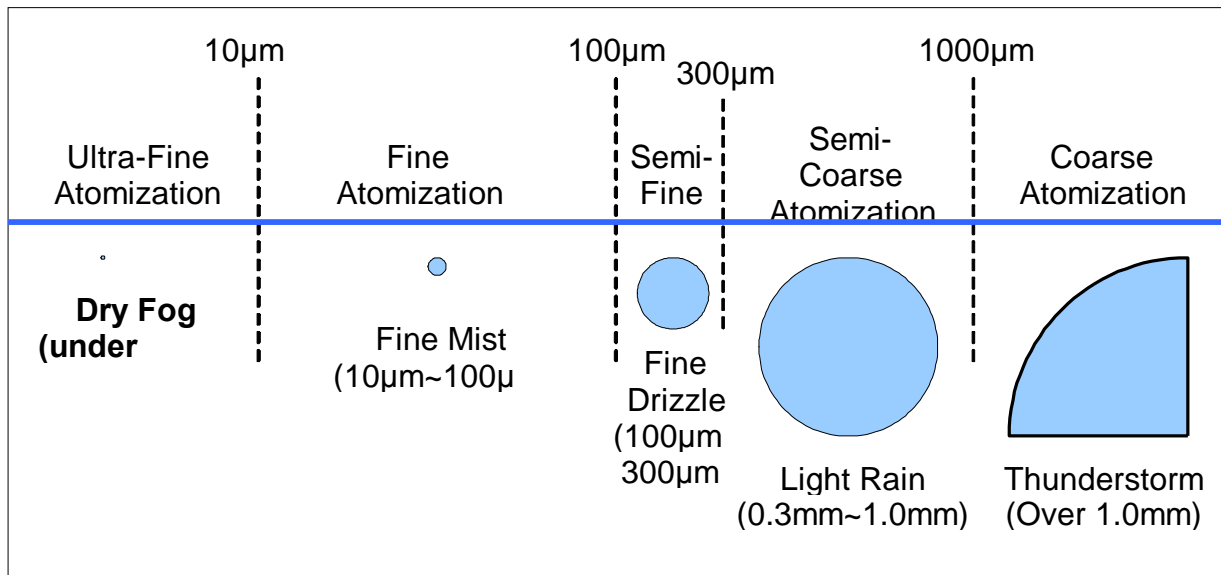 10µm
100µm
300µm
1000µm
Ultra-Fine
Atomization
Fine
Atomization
Semi-
Fine
Semi-
Coarse
Atomization
Coarse
Atomization
Dry Fog
(under
Fine Mist
(10µm~100µ
Fine
Drizzle
(100µm
300µm
Light Rain
(0.3mm~1.0mm)
Thunderstorm
(Over 1.0mm)